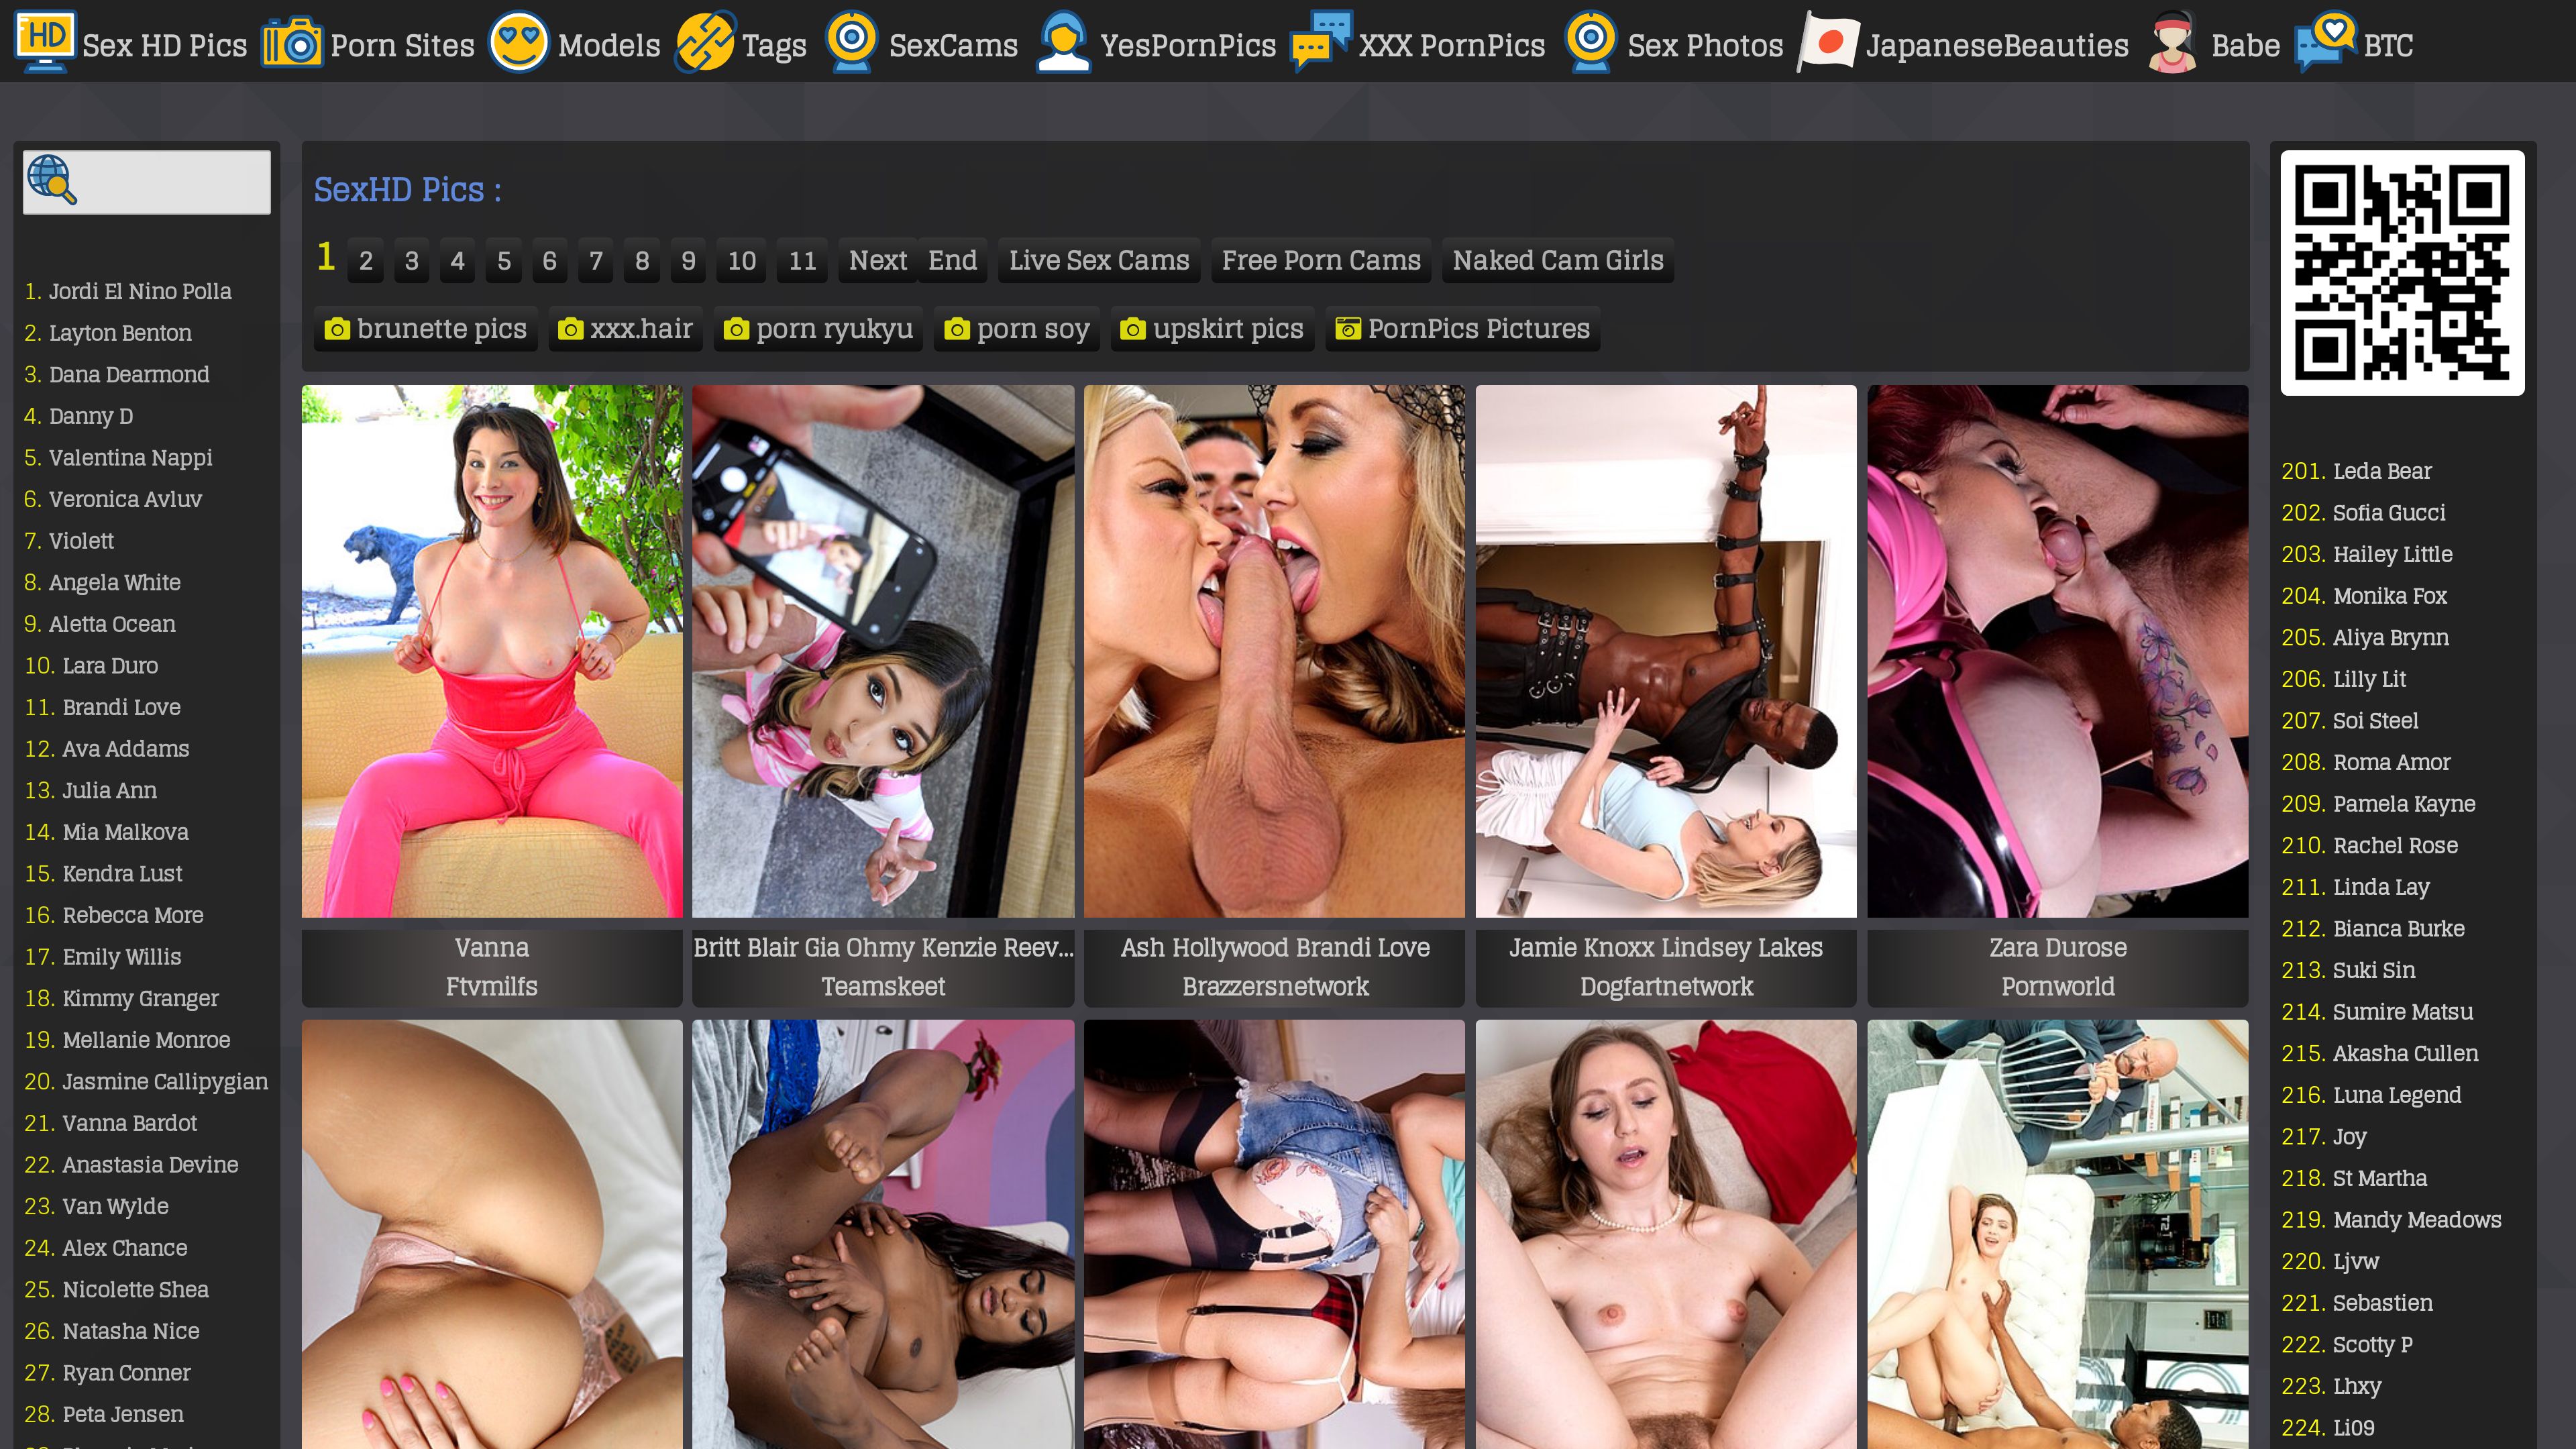 Sex HD Pics Porn Sites Models Tags SexCams YesPornPics XXX PornPics Sex Photos JapaneseBeauties Babe BTC
SexHD Pics :
1 2 3 4 5 6 7 8 9 10 11 Next End Live Sex Cams Free Porn Cams Naked Cam Girls
brunette pics xxx.hair porn ryukyu porn soy upskirt pics PornPics Pictures
1. Jordi El Nino Polla
2. Layton Benton
3. Dana Dearmond
4. Danny D
5. Valentina Nappi
6. Veronica Avluv
7. Violett
8. Angela White
9. Aletta Ocean
10. Lara Duro
11. Brandi Love
12. Ava Addams
13. Julia Ann
14. Mia Malkova
15. Kendra Lust
16. Rebecca More
17. Emily Willis
18. Kimmy Granger
19. Mellanie Monroe
20. Jasmine Callipygian
21. Vanna Bardot
22. Anastasia Devine
23. Van Wylde
24. Alex Chance
25. Nicolette Shea
26. Natasha Nice
27. Ryan Conner
28. Peta Jensen
Vanna
Ftvmilfs
Britt Blair Gia Ohmy Kenzie Reev...
Teamskeet
Ash Hollywood Brandi Love
Brazzersnetwork
Jamie Knoxx Lindsey Lakes
Dogfartnetwork
Zara Durose
Pornworld
201. Leda Bear
202. Sofia Gucci
203. Hailey Little
204. Monika Fox
205. Aliya Brynn
206. Lilly Lit
207. Soi Steel
208. Roma Amor
209. Pamela Kayne
210. Rachel Rose
211. Linda Lay
212. Bianca Burke
213. Suki Sin
214. Sumire Matsu
215. Akasha Cullen
216. Luna Legend
217. Joy
218. St Martha
219. Mandy Meadows
220. Ljvw
221. Sebastien
222. Scotty P
223. Lhxy
224. Li09